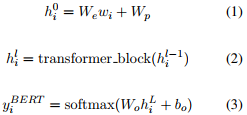 h_i^0 = W_e w_i + W_p (1)
h_i^l = transformer_block(h_i^{l-1}) (2)
y_i^{BERT} = softmax(W_o h_i^L + b_o) (3)